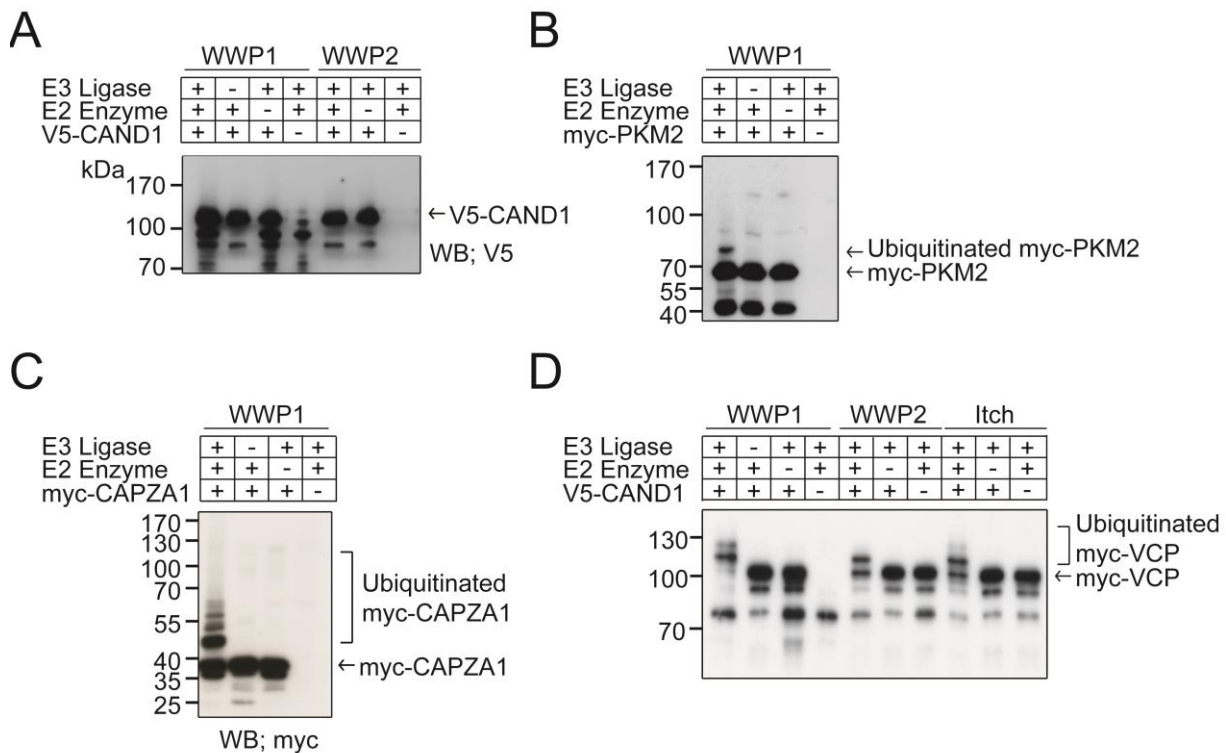 A
WWP1 WWP2
E3 Ligase + - + + + + +
E2 Enzyme + + - + + - +
V5-CAND1 + + + - + + -
kDa
170
100
70
←V5-CAND1
WB; V5
B
WWP1
E3 Ligase + - + +
E2 Enzyme + + - +
myc-PKM2 + + + -
170
100
70
55
40
←Ubiquitinated myc-PKM2
←myc-PKM2
C
WWP1
E3 Ligase + - + +
E2 Enzyme + + - +
myc-CAPZA1 + + + -
170
130
100
70
55
40
35
25
Ubiquitinated
myc-CAPZA1
←myc-CAPZA1
WB; myc
D
WWP1 WWP2 Itch
E3 Ligase + - + + + + + + + +
E2 Enzyme + + - + + - + + - +
V5-CAND1 + + + - + + - + + -
130
100
70
Ubiquitinated
myc-VCP
←myc-VCP